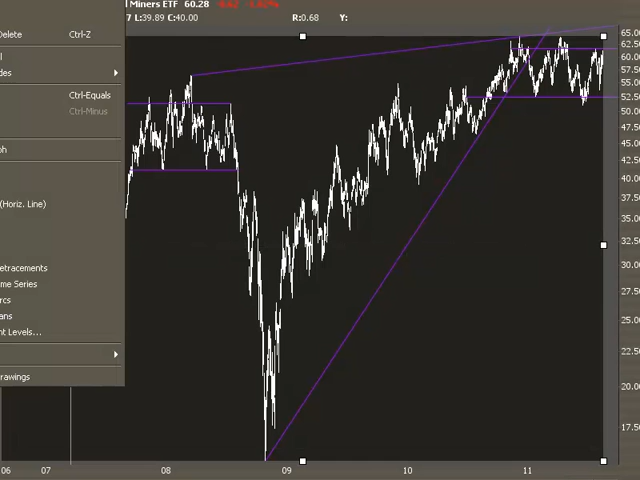 l Miners ETF 60.28 -0.62 -1.02%
7 L:39.89 C:40.00 R:0.68 Y:
Delete Ctrl-Z
l
des
Ctrl-Equals
Ctrl-Minus
ph
(Horiz. Line)
etracements
me Series
rcs
ans
nt Levels...
rawings
65.00
62.50
60.00
57.50
55.00
52.50
50.00
47.50
45.00
42.50
40.00
37.50
35.00
32.50
30.00
27.50
25.00
22.50
20.00
17.50
06 07 08 09 10 11